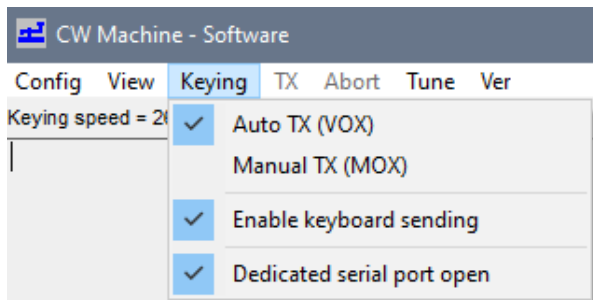 CW Machine - Software
Config View Keying TX Abort Tune Ver
Keying speed = 2
Auto TX (VOX)
Manual TX (MOX)
Enable keyboard sending
Dedicated serial port open